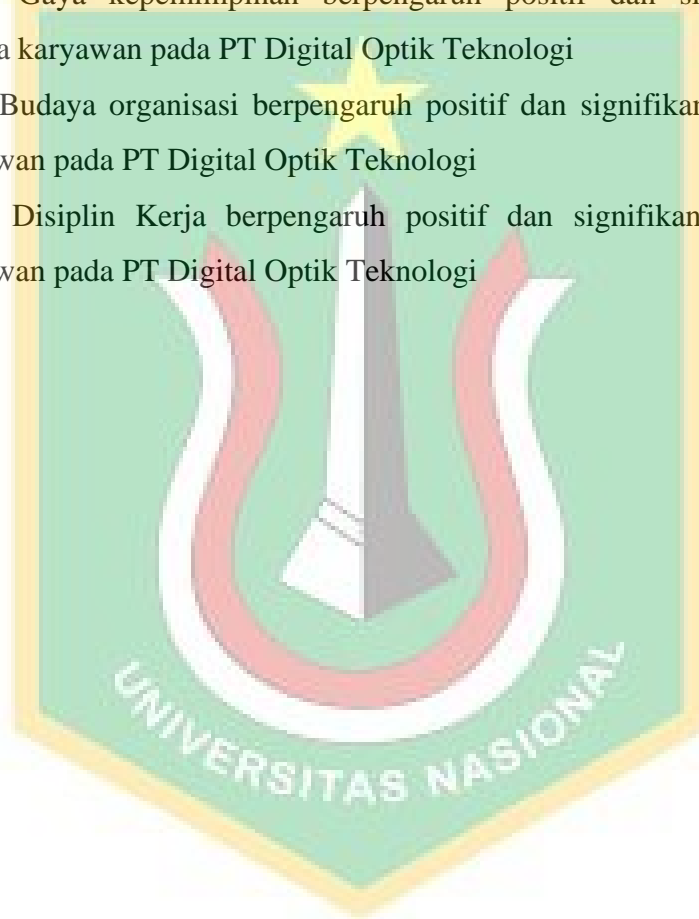 Gaya kepemimpinan berpengaruh positif dan si
a karyawan pada PT Digital Optik Teknologi
Budaya organisasi berpengaruh positif dan signifikan
wan pada PT Digital Optik Teknologi
Disiplin Kerja berpengaruh positif dan signifikan
wan pada PT Digital Optik Teknologi
UNIVERSITAS NASIONAL